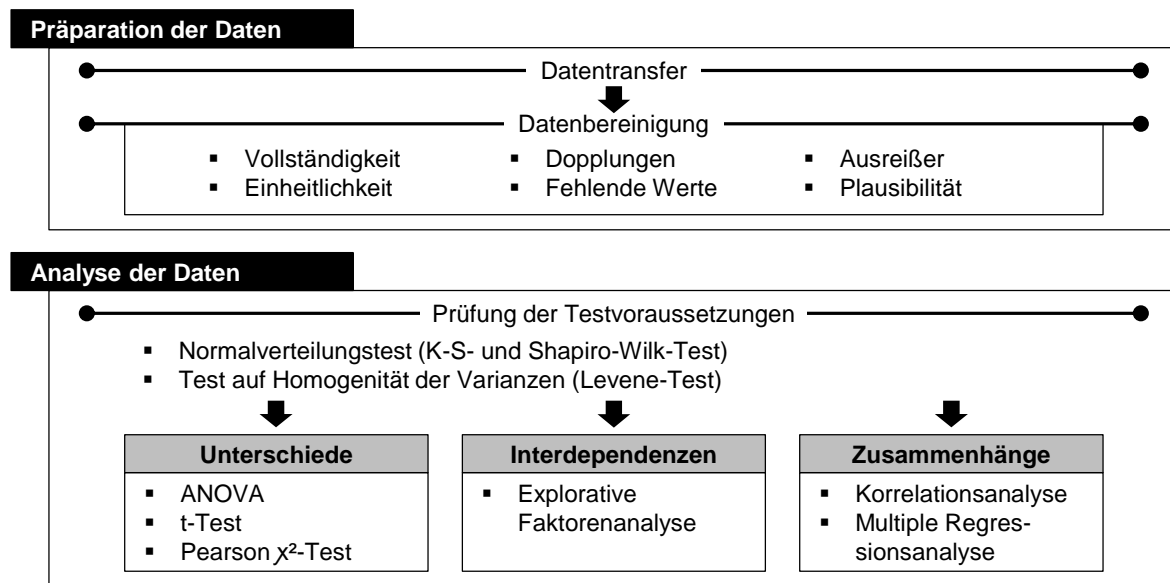 Präparation der Daten
Datentransfer
Datenbereinigung
▪ Vollständigkeit
▪ Einheitlichkeit
▪ Dopplungen
▪ Fehlende Werte
▪ Ausreißer
▪ Plausibilität
Analyse der Daten
Prüfung der Testvoraussetzungen
▪ Normalverteilungstest (K-S- und Shapiro-Wilk-Test)
▪ Test auf Homogenität der Varianzen (Levene-Test)
Unterschiede
▪ ANOVA
▪ t-Test
▪ Pearson χ²-Test
Interdependenzen
▪ Explorative
Faktorenanalyse
Zusammenhänge
▪ Korrelationsanalyse
▪ Multiple Regres-
sionsanalyse